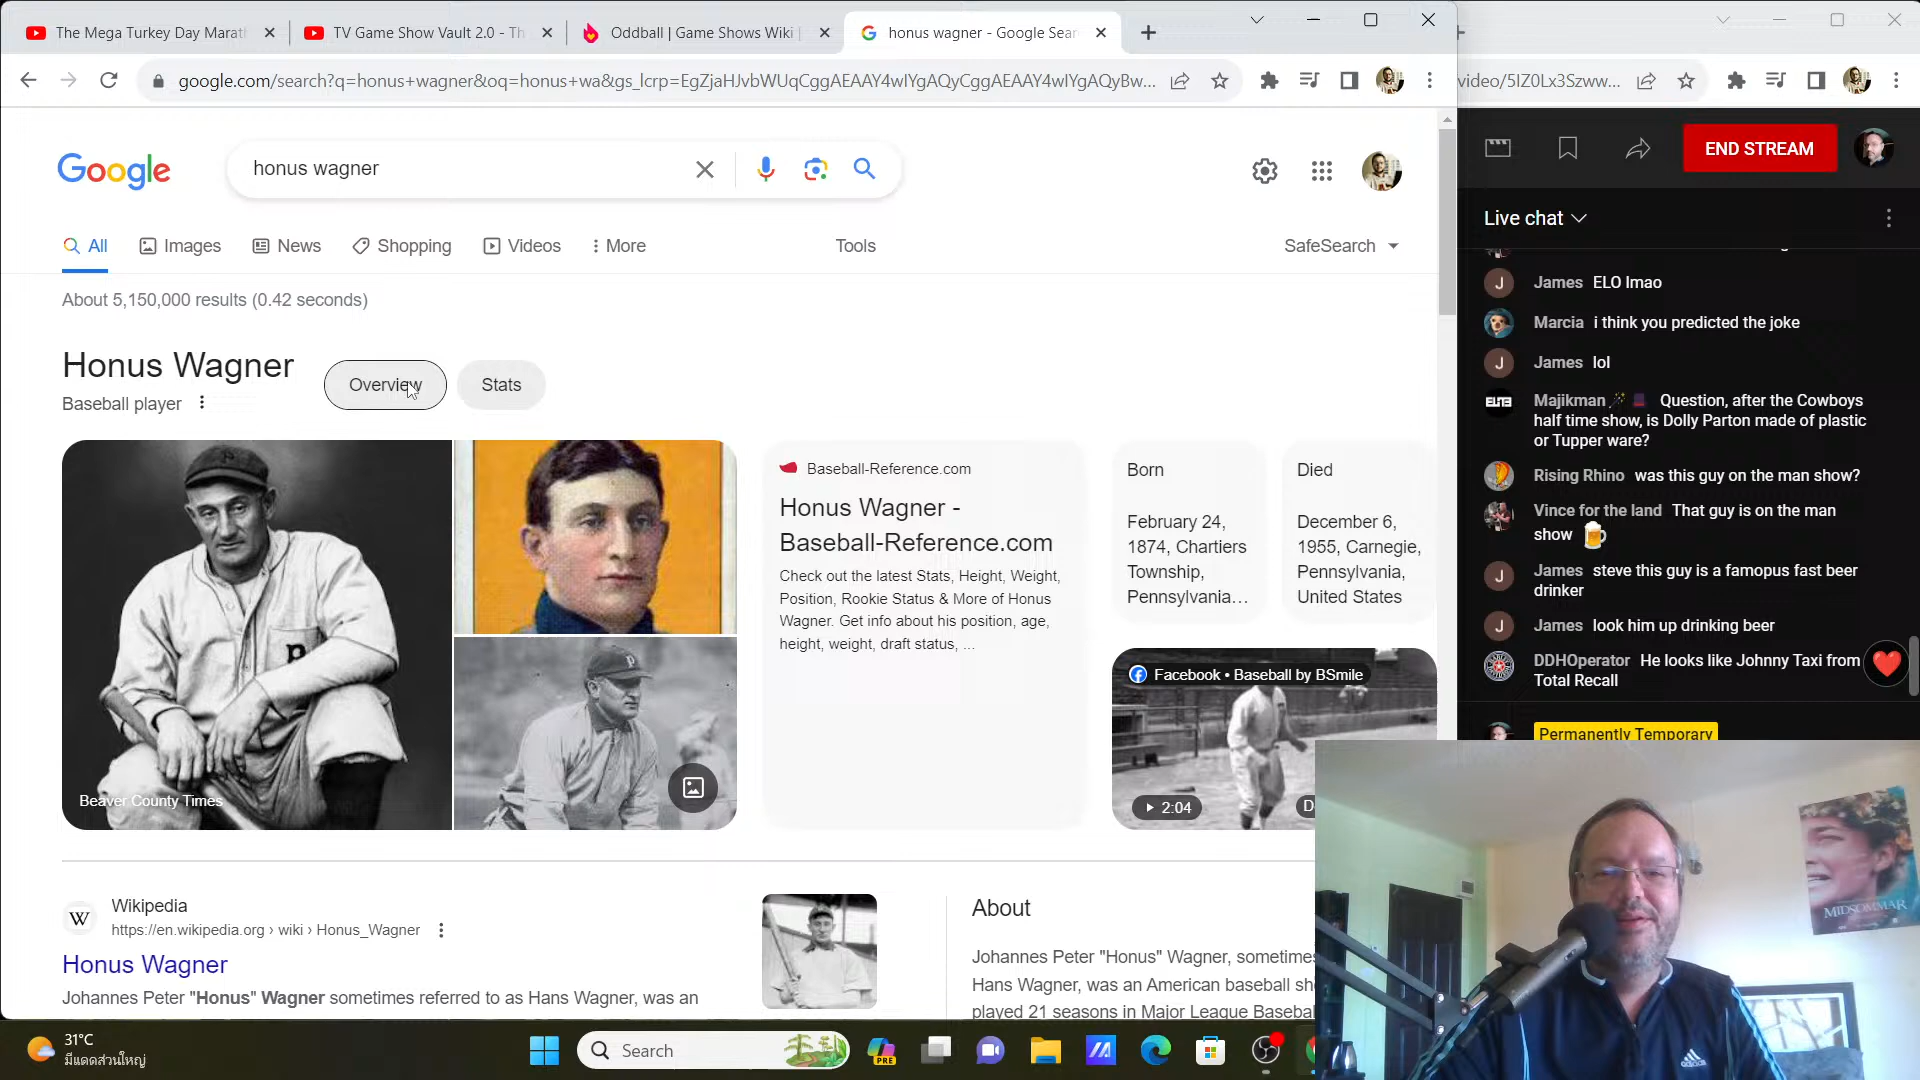 The Mega Turkey Day Marat
TV Game Show Vault 2.0 - Th
Oddball | Game Shows Wiki |
honus wagner - Google Sear
google.com/search?q=honus+wagner&oq=honus+wa&gs_lcrp=EgZjaHJvbWUqCggAEAAY4wIYgAQyCggAEAAY4wIYgAQyBw...
video/5IZ0Lx3Szww...
Google
honus wagner
END STREAM
All
Images
News
Shopping
Videos
More
Tools
SafeSearch
About 5,150,000 results (0.42 seconds)
Honus Wagner
Baseball player
Overview
Stats
Beaver County Times
Baseball-Reference.com
Honus Wagner -
Baseball-Reference.com
Check out the latest Stats, Height, Weight,
Position, Rookie Status & More of Honus
Wagner. Get info about his position, age,
height, weight, draft status, ...
Born
February 24,
1874, Chartiers
Township,
Pennsylvania...
Died
December 6,
1955, Carnegie,
Pennsylvania,
United States
Facebook • Baseball by BSmile
2:04
D
Wikipedia
https://en.wikipedia.org › wiki › Honus_Wagner
Honus Wagner
Johannes Peter "Honus" Wagner sometimes referred to as Hans Wagner, was an
About
Johannes Peter "Honus" Wagner, sometimes
Hans Wagner, was an American baseball sh
played 21 seasons in Major League Basebal
Live chat
James ELO lmao
Marcia i think you predicted the joke
James lol
Majikman Question, after the Cowboys
half time show, is Dolly Parton made of plastic
or Tupper ware?
Rising Rhino was this guy on the man show?
Vince for the land That guy is on the man
show
James steve this guy is a famopus fast beer
drinker
James look him up drinking beer
DDHOperator He looks like Johnny Taxi from
Total Recall
Permanently Temporary
MIDSOMMAR
adidas
31°C
มีแดดส่วนใหญ่
Search
PRE